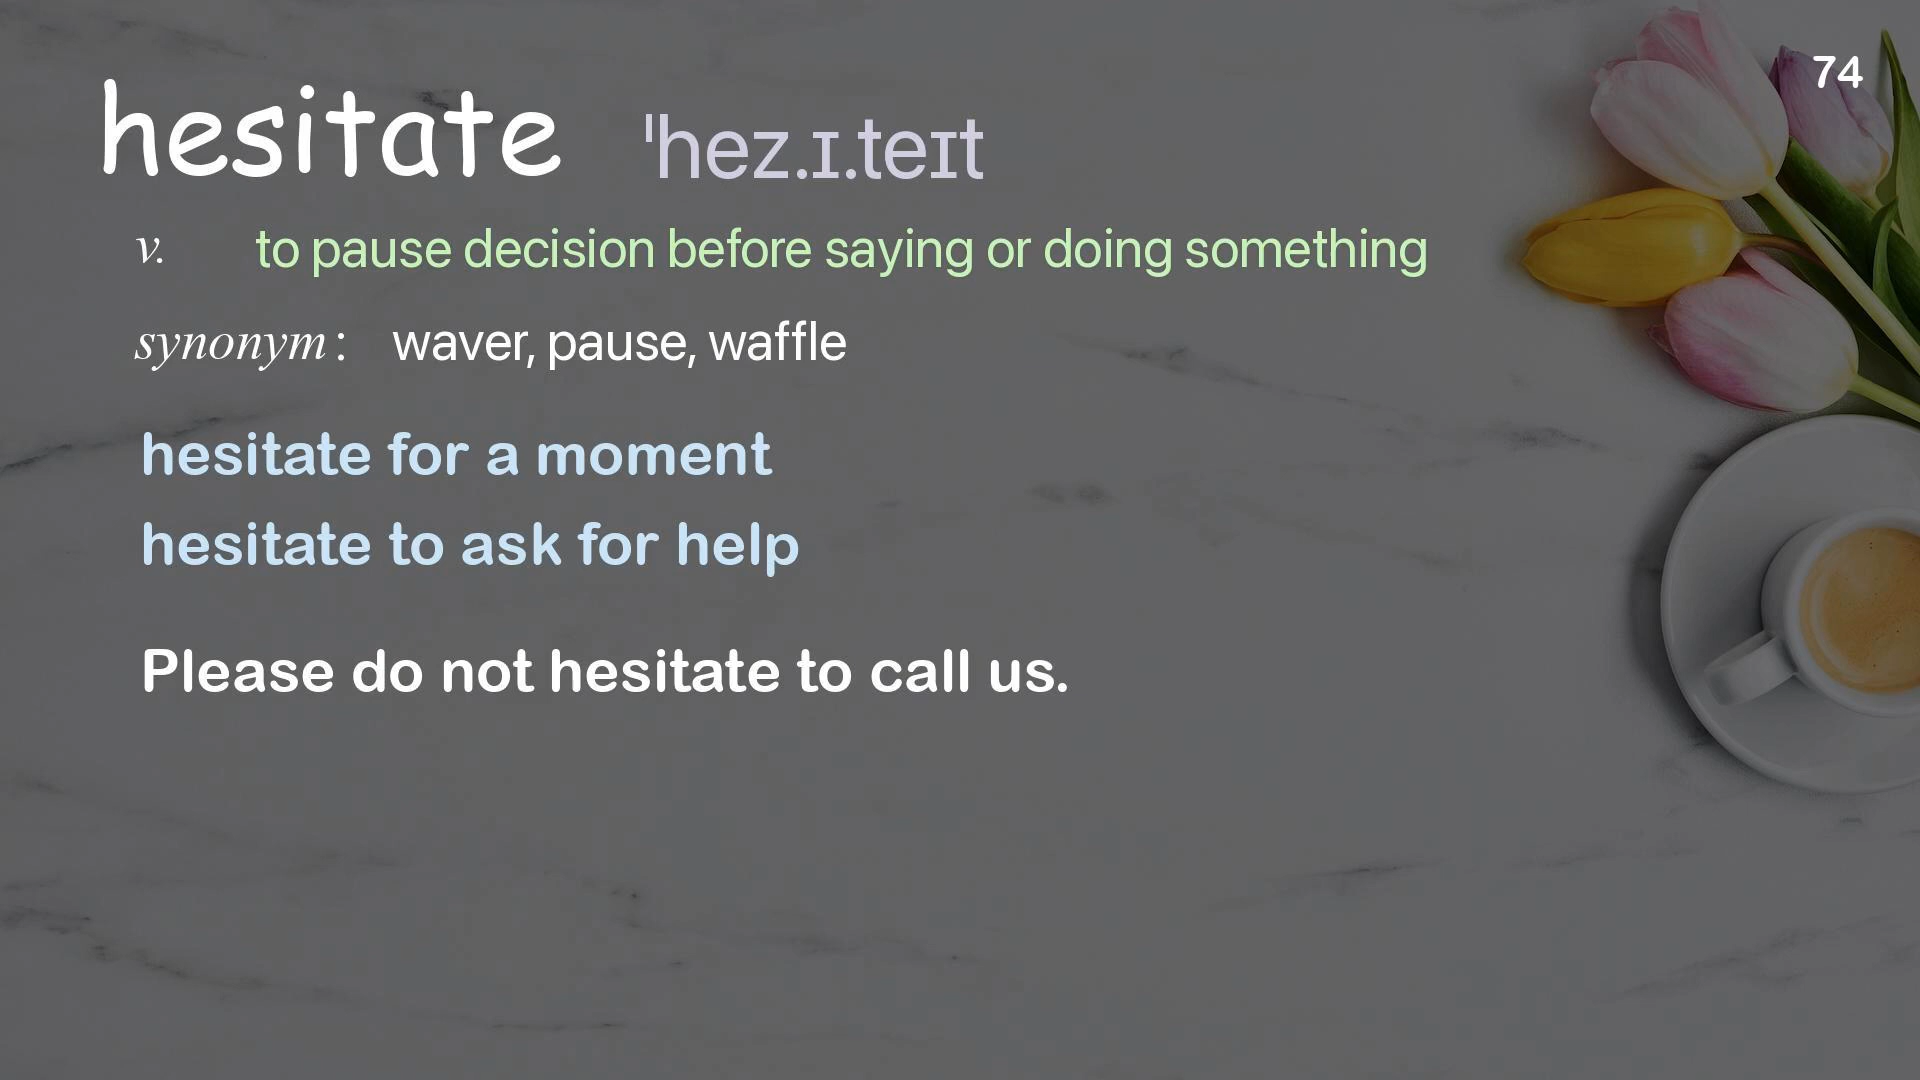 74
hesitate ˈhez.ɪ.teɪt
v. to pause decision before saying or doing something
synonym: waver, pause, waffle
hesitate for a moment
hesitate to ask for help
Please do not hesitate to call us.